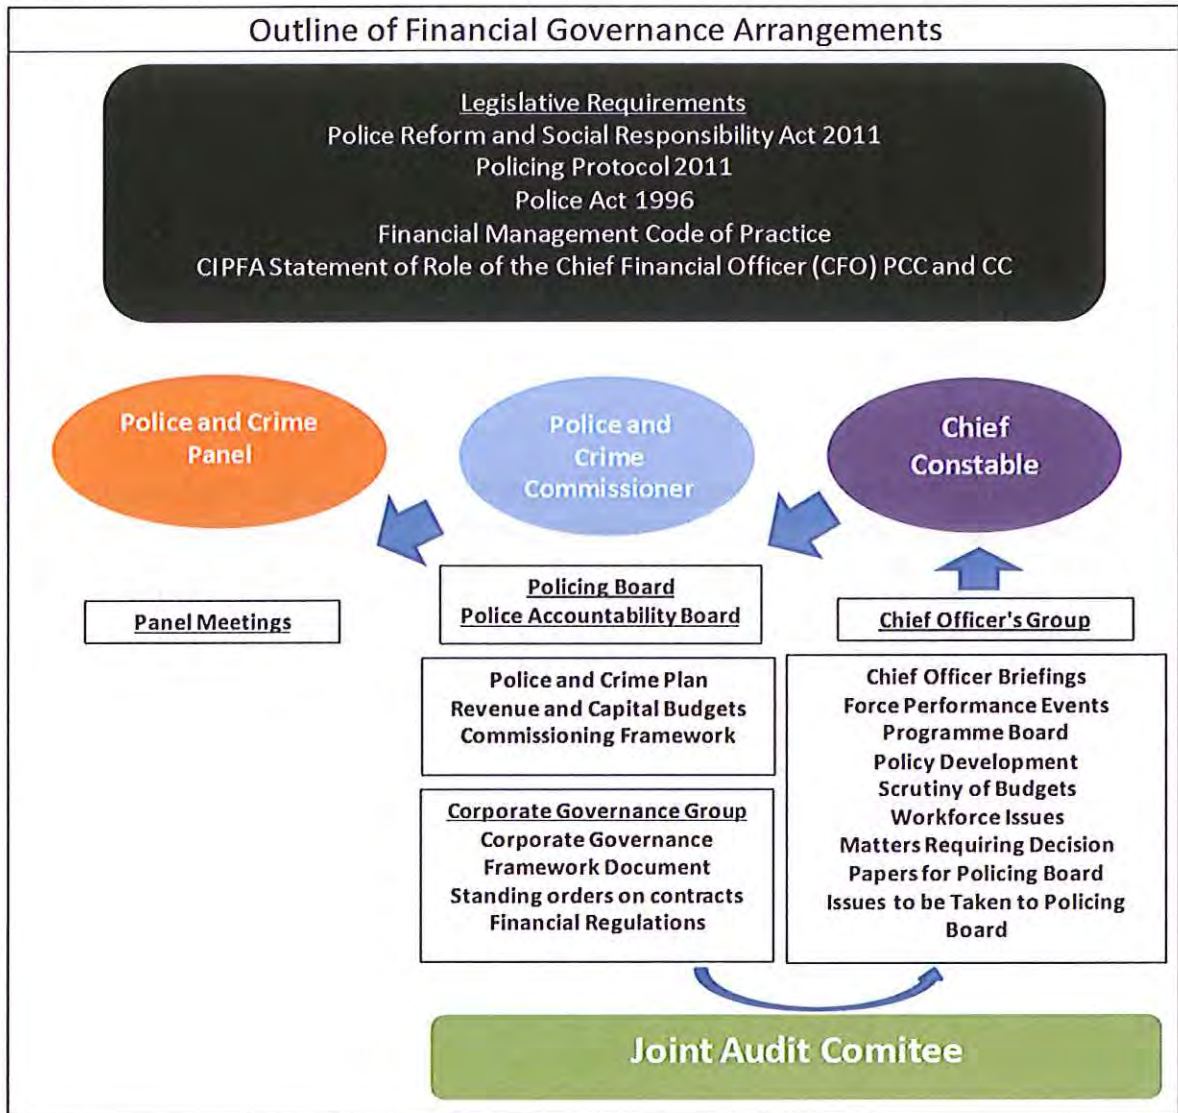 Outline of Financial Governance Arrangements
Legislative Requirements
Police Reform and Social Responsibility Act 2011
Policing Protocol 2011
Police Act 1996
Financial Management Code of Practice
CIPFA Statement of Role of the Chief Financial Officer (CFO) PCC and CC
Police and Crime
Panel
Police and
Crime
Commissioner
Chief
Constable
Panel Meetings
Policing Board
Police Accountability Board
Police and Crime Plan
Revenue and Capital Budgets
Commissioning Framework
Corporate Governance Group
Corporate Governance
Framework Document
Standing orders on contracts
Financial Regulations
Chief Officer's Group
Chief Officer Briefings
Force Performance Events
Programme Board
Policy Development
Scrutiny of Budgets
Workforce Issues
Matters Requiring Decision
Papers for Policing Board
Issues to be Taken to Policing
Board
Joint Audit Comitee